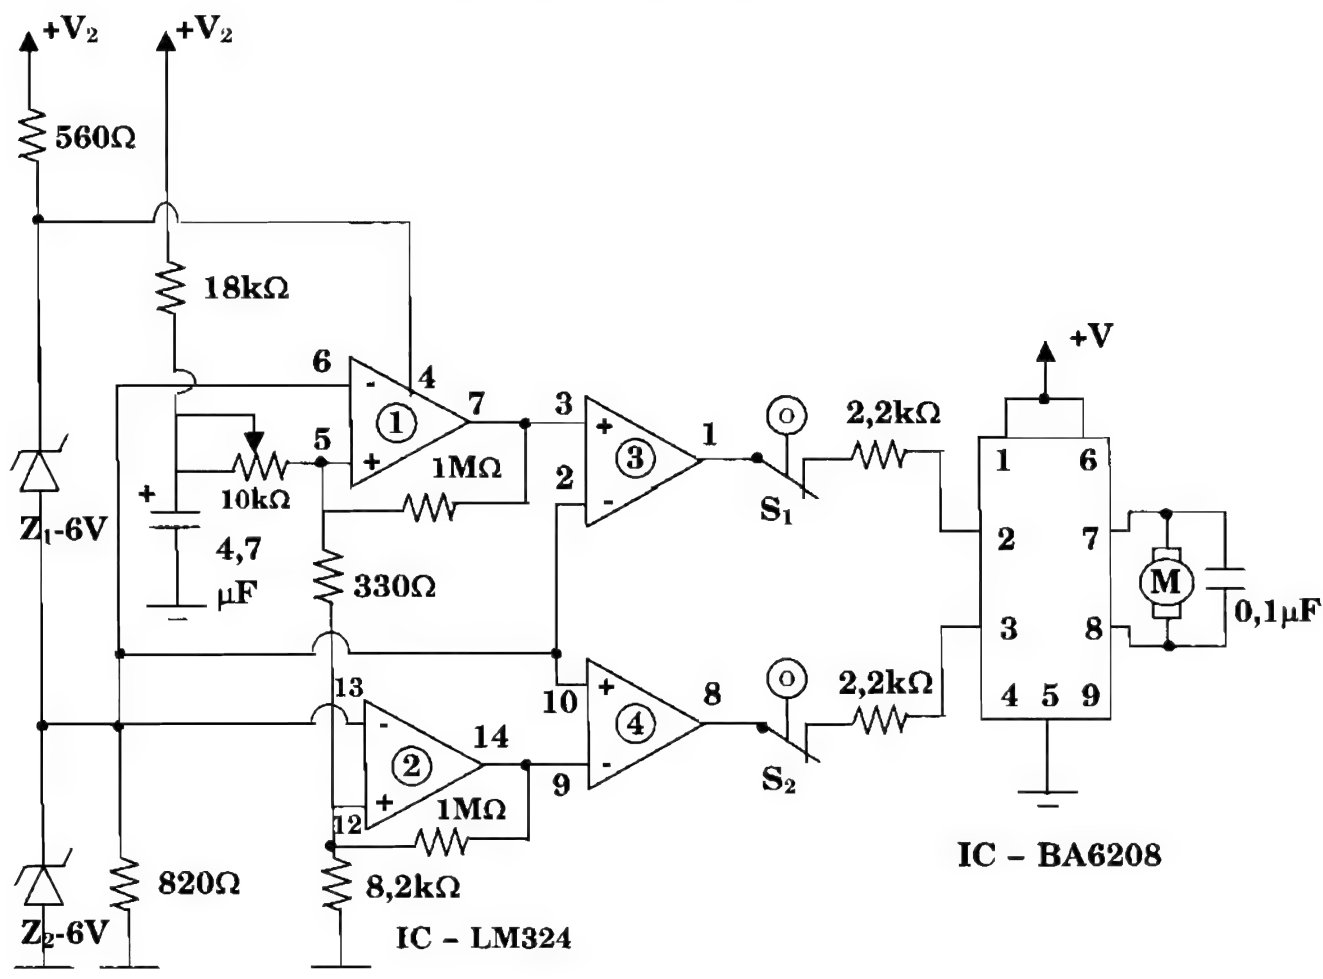 +V₂
+V₂
560Ω
18kΩ
+V
6
-
4
7
3
1
2,2kΩ
1
5
+
1MΩ
+
3
2
-
S₁
1
6
+
10kΩ
Z₁-6V
4,7
μF
330Ω
2
7
M
0,1μF
3
8
13
-
14
2
+
12
1MΩ
10
+
8
4
9
-
S₂
2,2kΩ
4
5
9
IC – BA6208
820Ω
8,2kΩ
Z₂-6V
IC – LM324